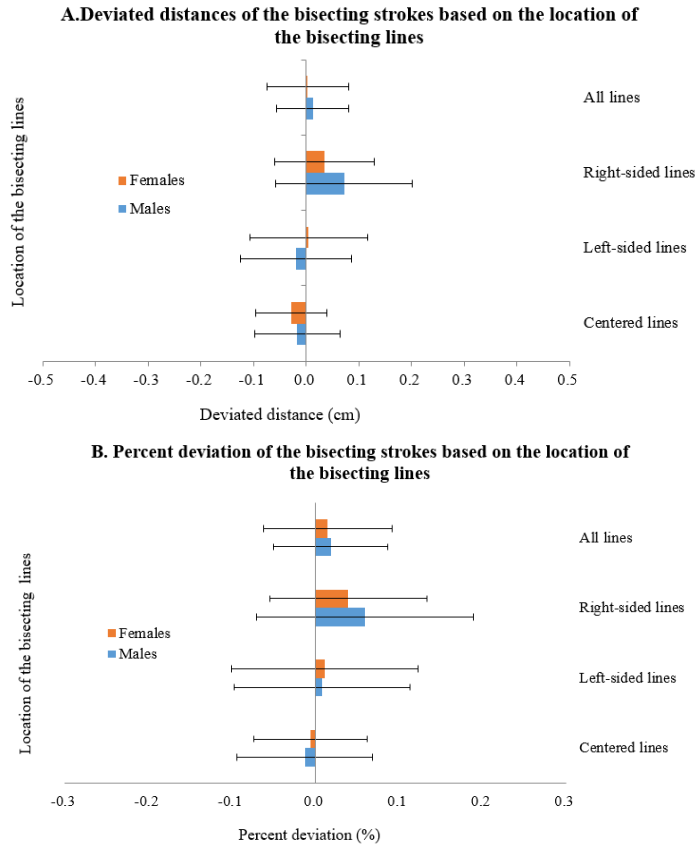 A.Deviated distances of the bisecting strokes based on the location of
the bisecting lines
Location of the bisecting lines
Females
Males
All lines
Right-sided lines
Left-sided lines
Centered lines
-0.5 -0.4 -0.3 -0.2 -0.1 0.0 0.1 0.2 0.3 0.4 0.5
Deviated distance (cm)
B. Percent deviation of the bisecting strokes based on the location of
the bisecting lines
Location of the bisecting lines
Females
Males
All lines
Right-sided lines
Left-sided lines
Centered lines
-0.3 -0.2 -0.1 0.0 0.1 0.2 0.3
Percent deviation (%)